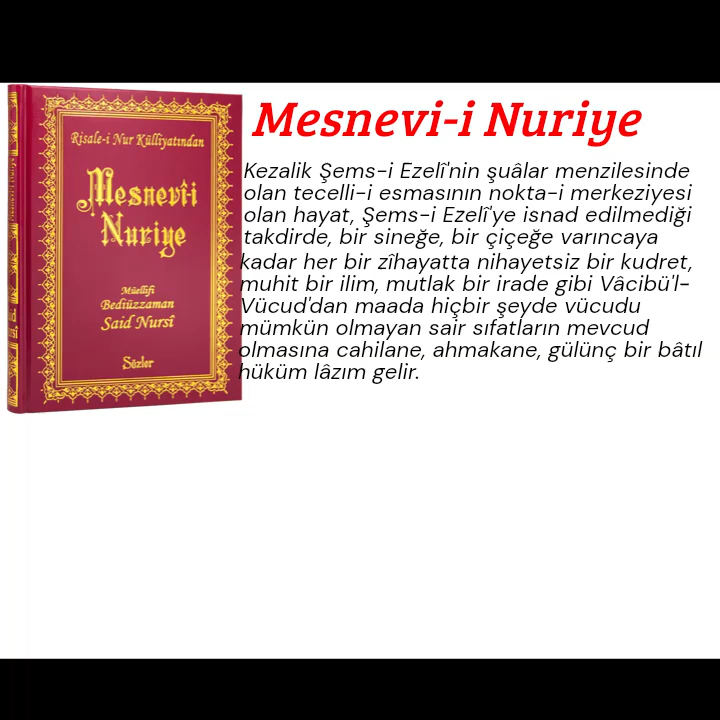 Risale-i Nur Külliyatından
Mesnevî-i
Nuriye
Müellifi
Bediüzzaman
Said Nursî
Sözler
Mesnevi-i Nuriye
Kezalik Şems-i Ezelî'nin şuâlar menzilesinde
olan tecelli-i esmasının nokta-i merkeziyesi
olan hayat, Şems-i Ezelî'ye isnad edilmediği
takdirde, bir sineğe, bir çiçeğe varıncaya
kadar her bir zîhayatta nihayetsiz bir kudret,
muhit bir ilim, mutlak bir irade gibi Vâcibü'l-
Vücud'dan maada hiçbir şeyde vücudu
mümkün olmayan sair sıfatların mevcud
olmasına cahilane, ahmakane, gülünç bir bâtıl
hüküm lâzım gelir.